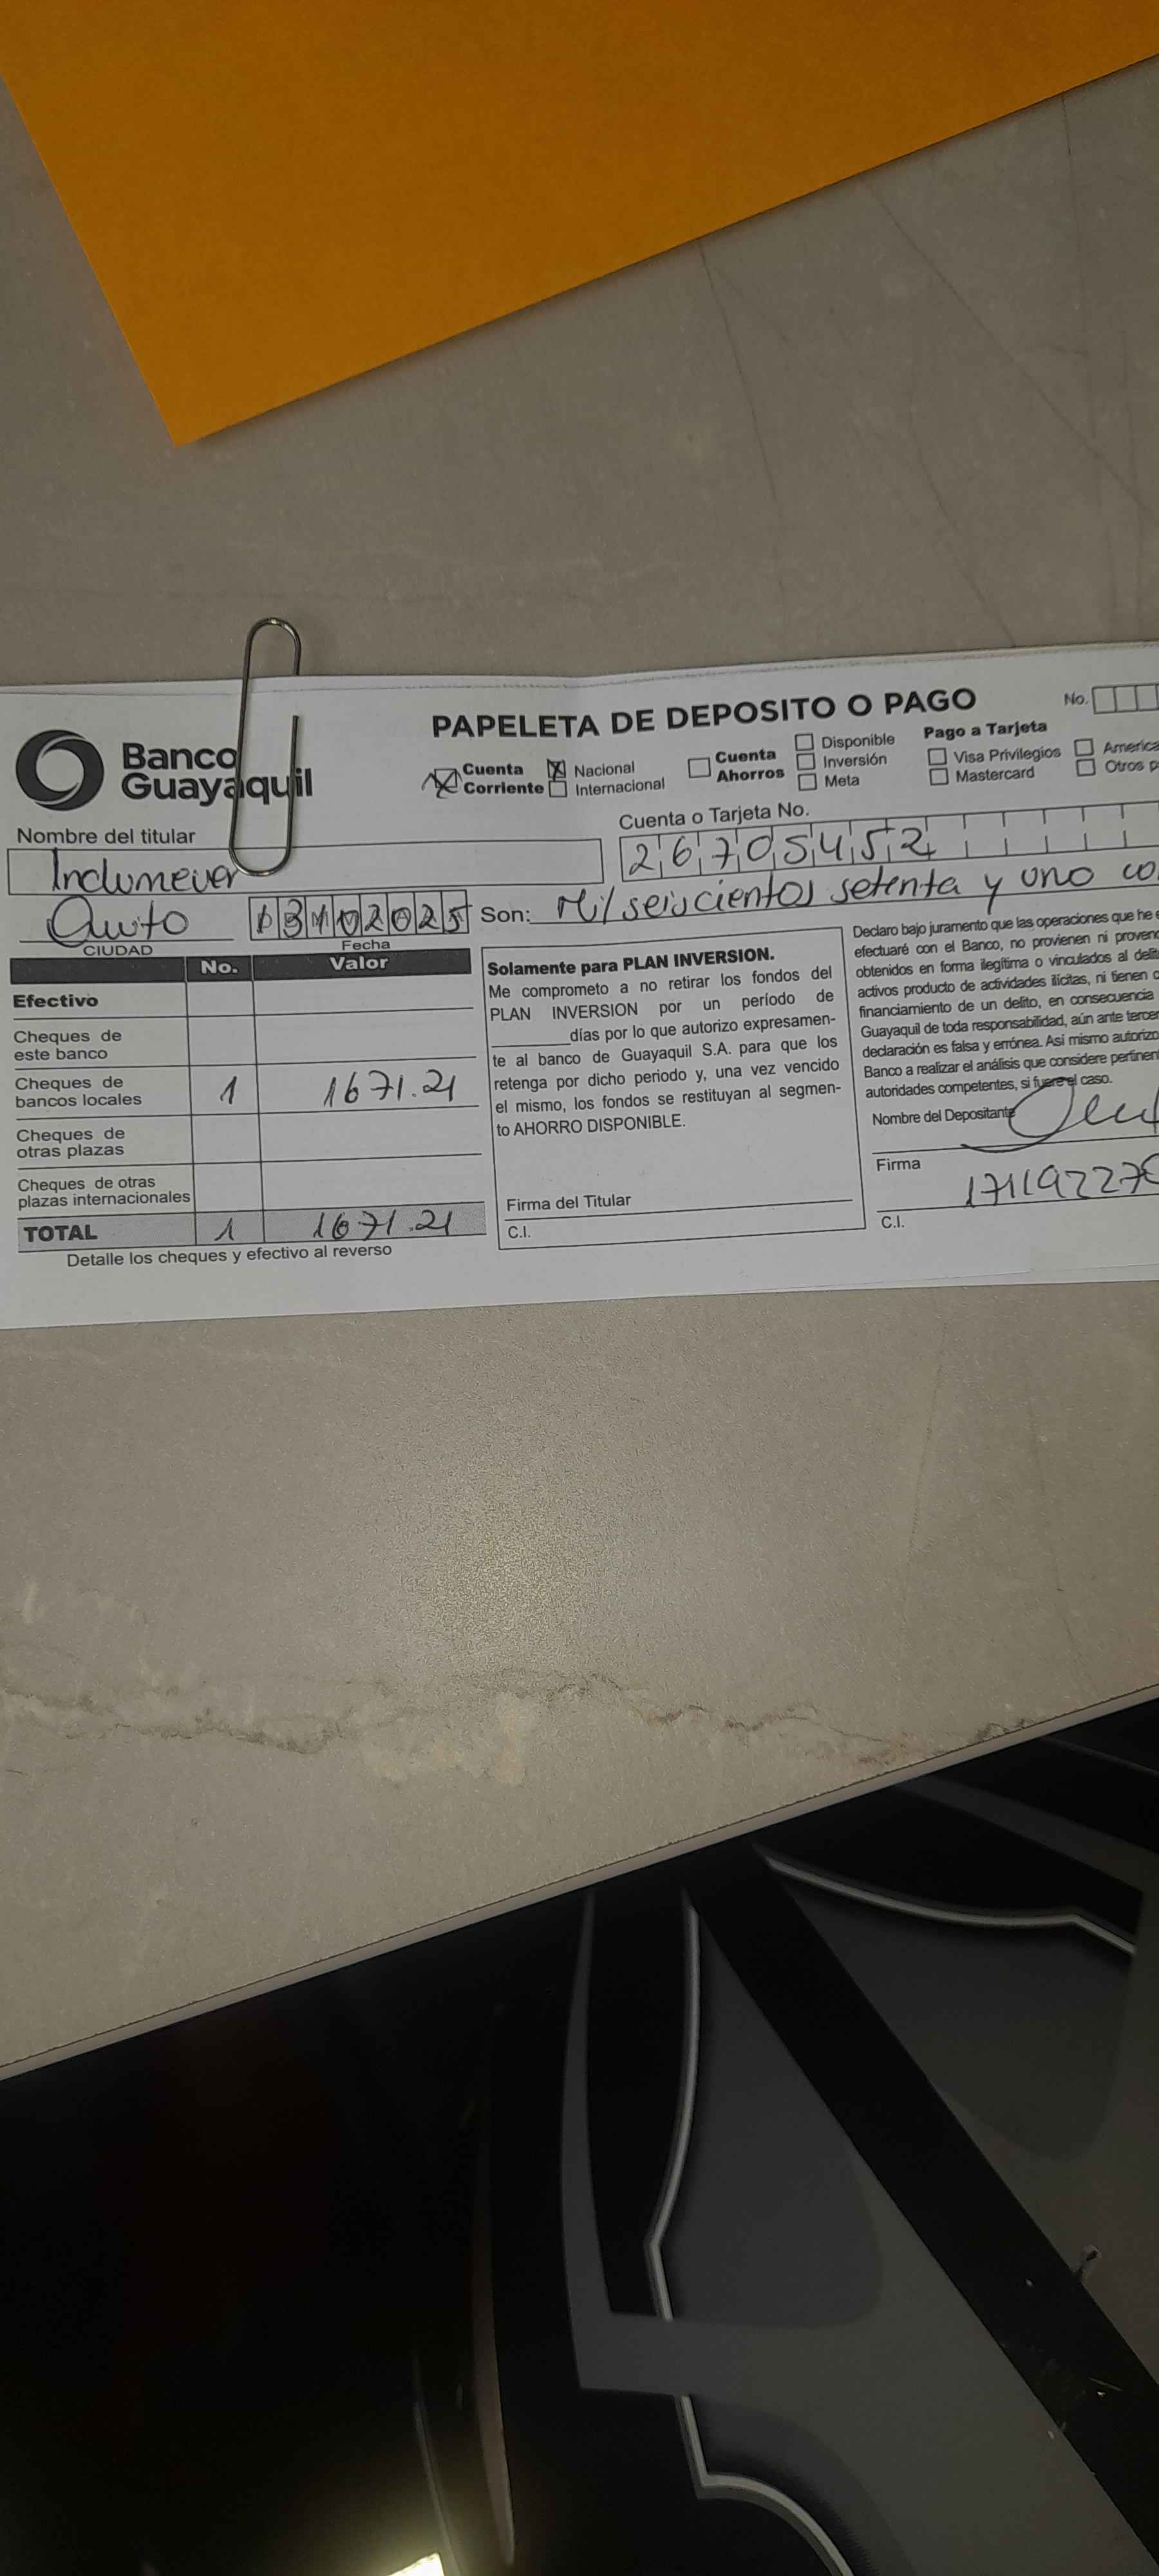 PAPELETA DE DEPOSITO O PAGO
No.
Banco
Guayaquil
Cuenta Corriente
Nacional
Internacional
Cuenta Ahorros
Disponible
Inversión
Meta
Pago a Tarjeta
Visa Privilegios
Mastercard
America
Otros p
Nombre del titular
Inclumever
Cuenta o Tarjeta No.
26705452
Quito
CIUDAD
Fecha
Son: Mil seiscientos setenta y uno co
No. Valor
Efectivo
Cheques de
este banco
Cheques de
bancos locales 1 1671.21
Cheques de
otras plazas
Cheques de otras
plazas internacionales
TOTAL 1 1671.21
Detalle los cheques y efectivo al reverso
Solamente para PLAN INVERSION.
Me comprometo a no retirar los fondos del
PLAN INVERSION por un período de
días por lo que autorizo expresamen-
te al banco de Guayaquil S.A. para que los
retenga por dicho periodo y, una vez vencido
el mismo, los fondos se restituyan al segmen-
to AHORRO DISPONIBLE.
Firma del Titular
C.I.
Declaro bajo juramento que las operaciones que he e
efectuaré con el Banco, no provienen ni proven
obtenidos en forma ilegítima o vinculados al delit
activos producto de actividades ilícitas, ni tienen c
financiamiento de un delito, en consecuencia
Guayaquil de toda responsabilidad, aún ante tercer
declaración es falsa y errónea. Así mismo autorizo
Banco a realizar el análisis que considere pertinen
autoridades competentes, si fuere el caso.
Nombre del Depositante
Firma
C.I.